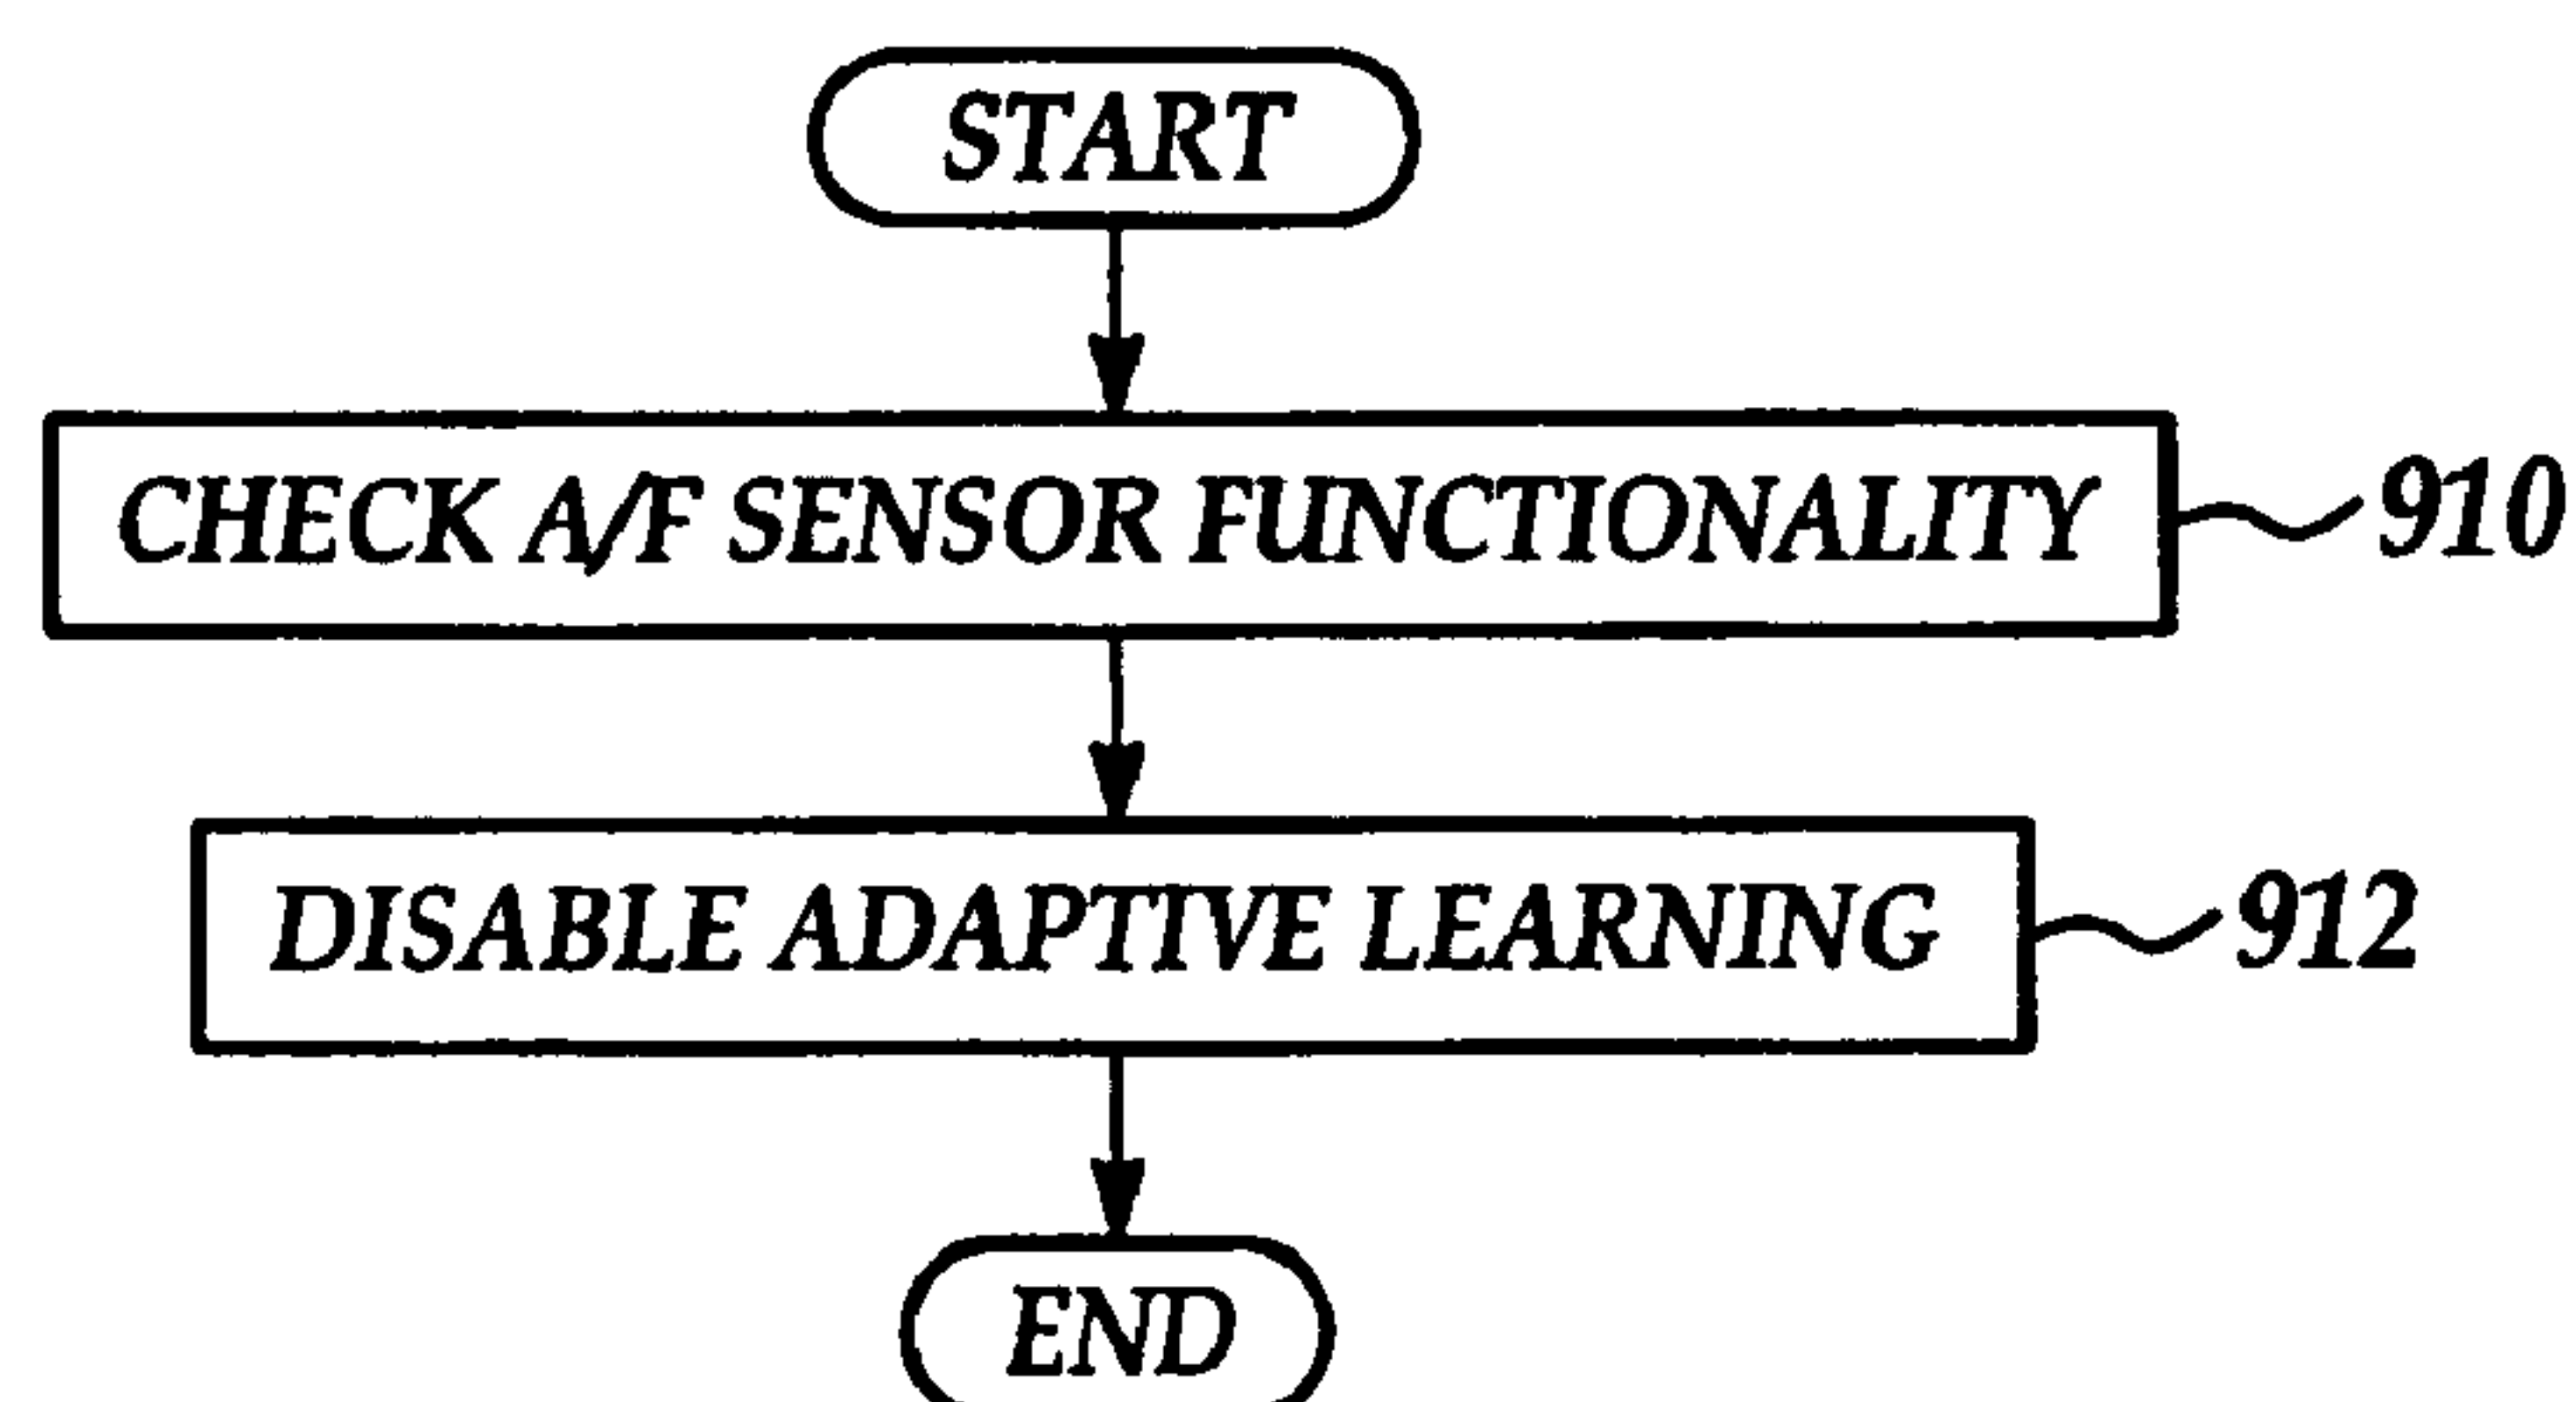 START
CHECK A/F SENSOR FUNCTIONALITY 910
DISABLE ADAPTIVE LEARNING 912
END